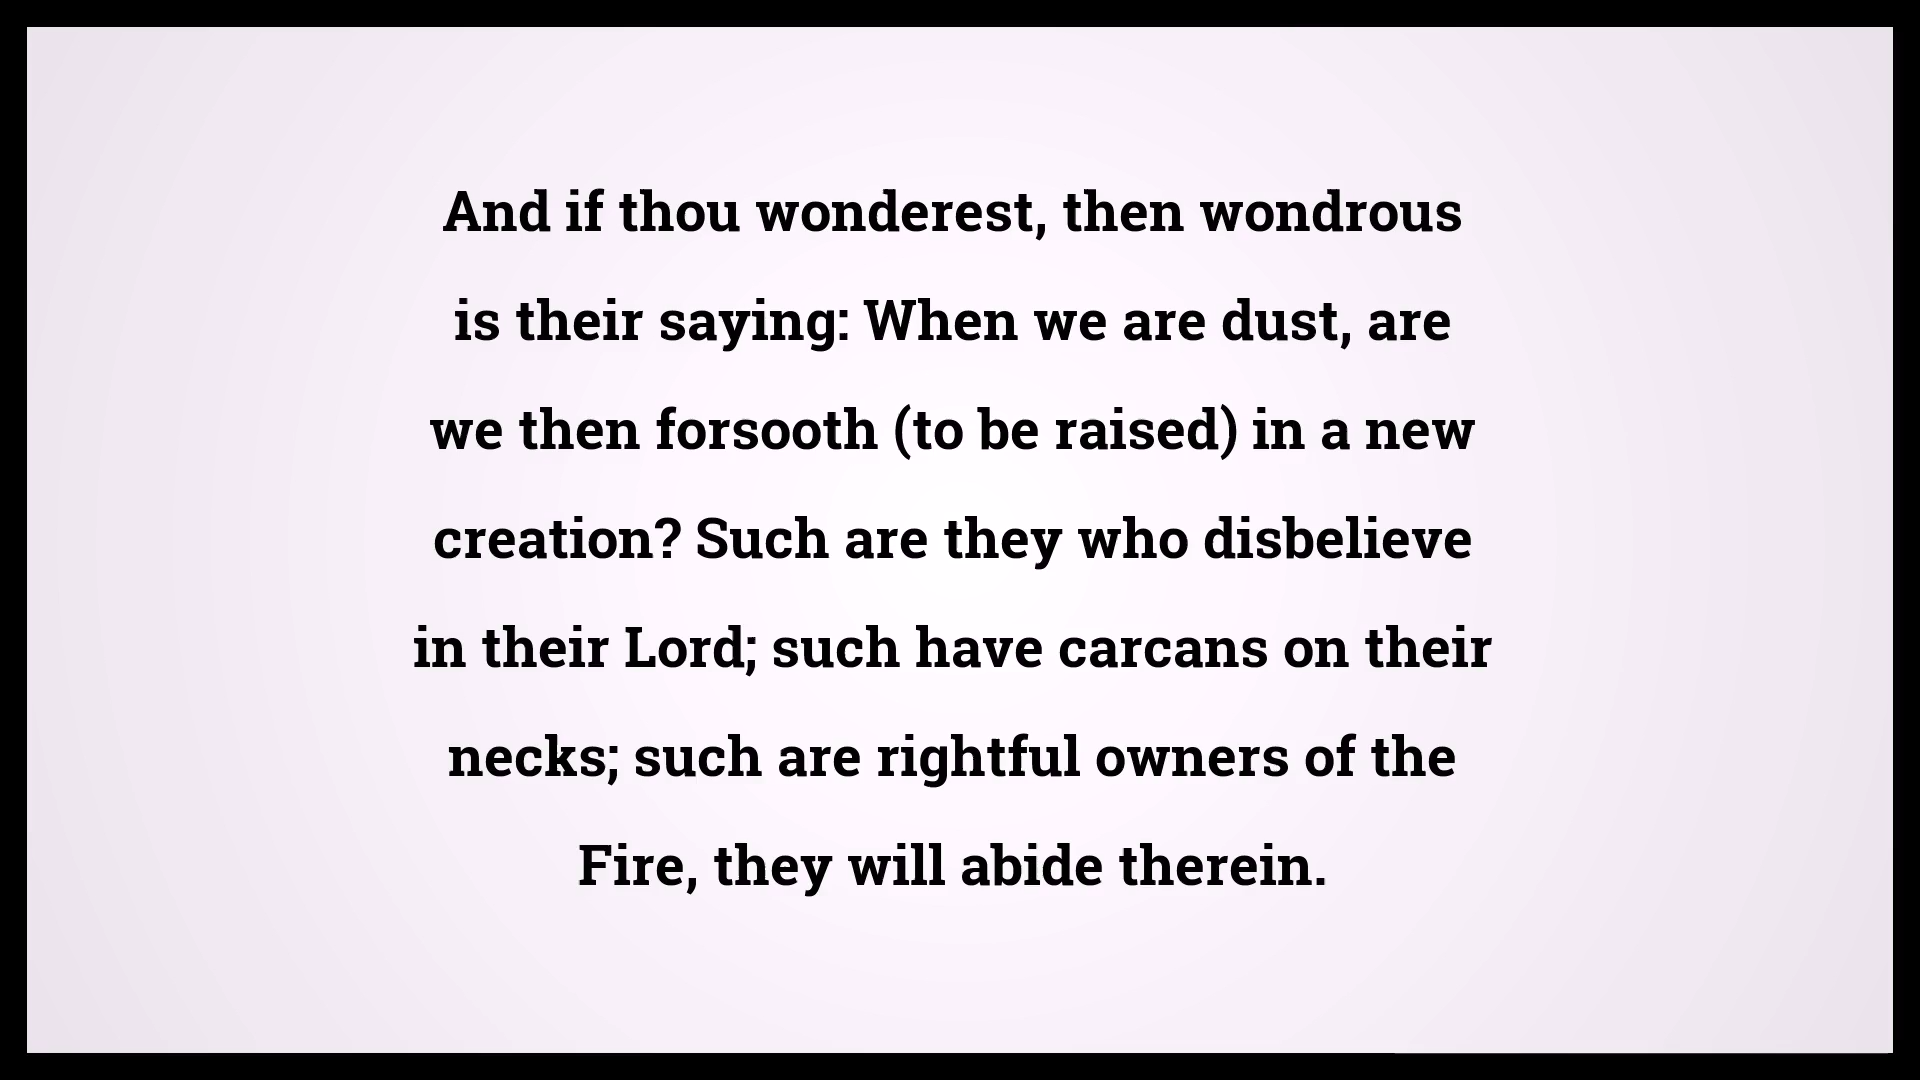 And if thou wonderest, then wondrous
is their saying: When we are dust, are
we then forsooth (to be raised) in a new
creation? Such are they who disbelieve
in their Lord; such have carcans on their
necks; such are rightful owners of the
Fire, they will abide therein.